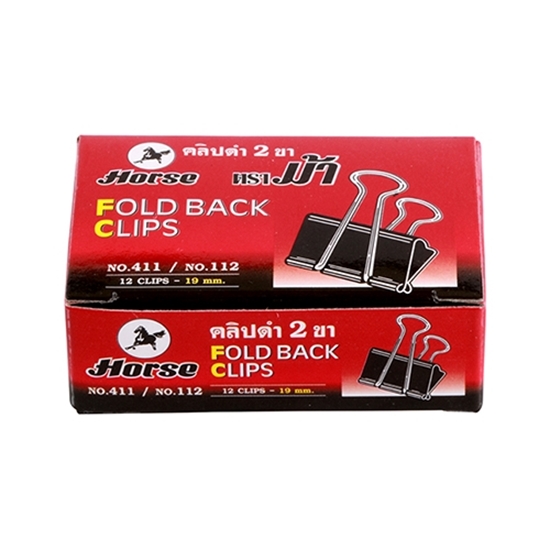 คลิปดำ 2 ขา
Horse ตราม้า
FOLD BACK
CLIPS
NO.411 / NO.112
12 CLIPS - 19 mm.
คลิปดำ 2 ขา
Horse
FOLD BACK
CLIPS
NO.411 / NO.112
12 CLIPS - 19 mm.